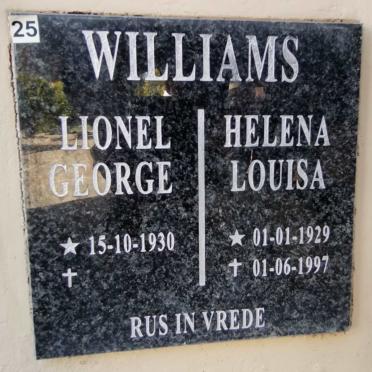 25
WILLIAMS
LIONEL
GEORGE
★ 15-10-1930
✝
HELENA
LOUISA
★ 01-01-1929
✝ 01-06-1997
RUS IN VREDE